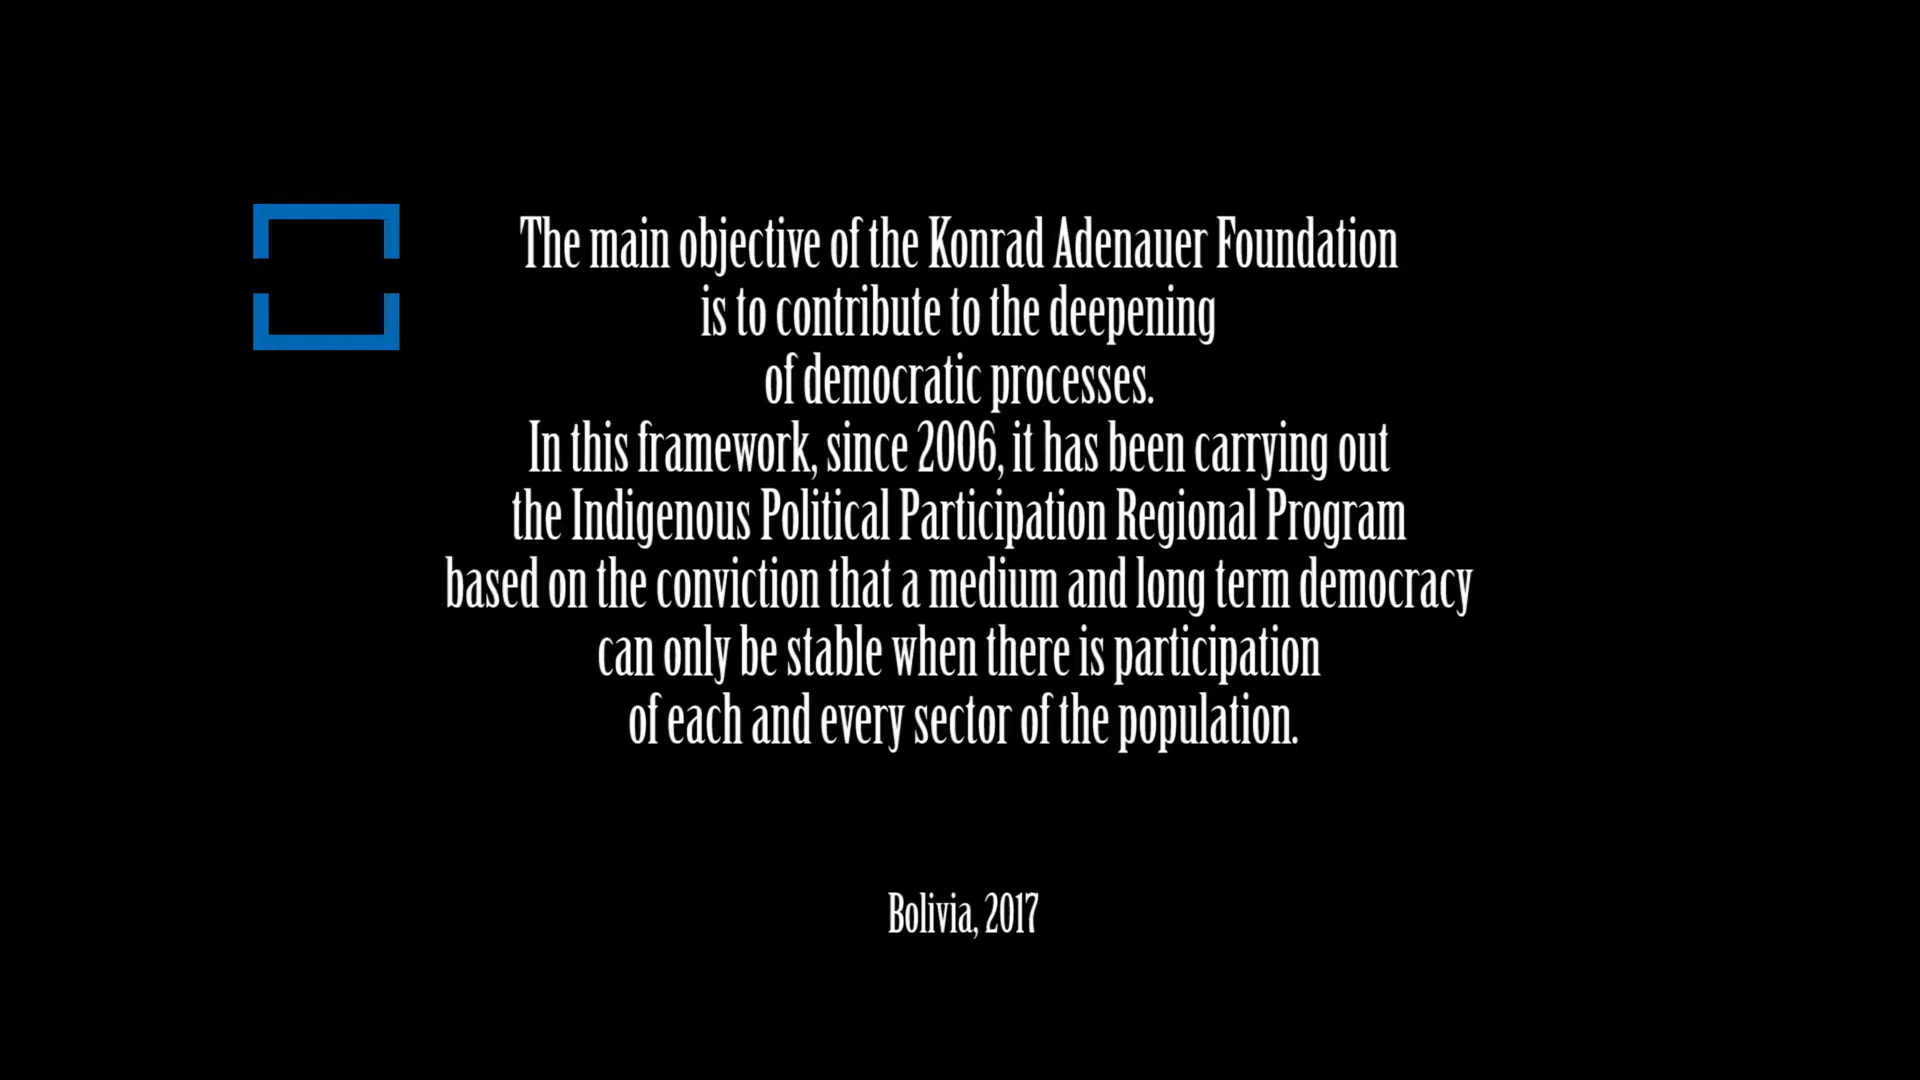 The main objective of the Konrad Adenauer Foundation
is to contribute to the deepening
of democratic processes.
In this framework, since 2006, it has been carrying out
the Indigenous Political Participation Regional Program
based on the conviction that a medium and long term democracy
can only be stable when there is participation
of each and every sector of the population.
Bolivia, 2017